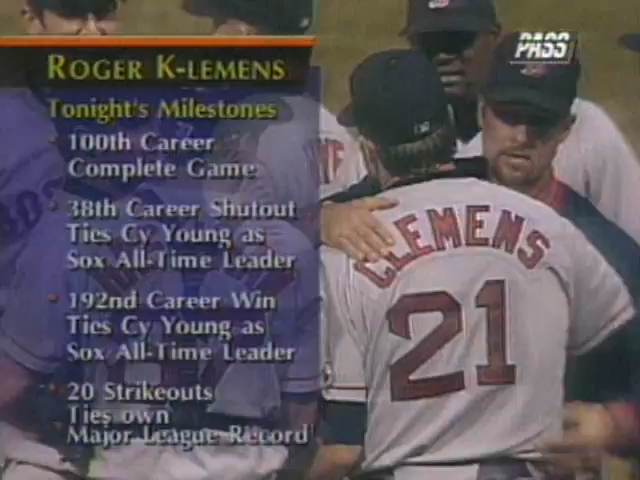 PASS
ROGER K-LEMENS
Tonight's Milestones
• 100th Career
Complete Game
• 38th Career Shutout
Ties Cy Young as
Sox All-Time Leader
• 192nd Career Win
Ties Cy Young as
Sox All-Time Leader
• 20 Strikeouts
Ties own
Major League Record
CLEMENS
21